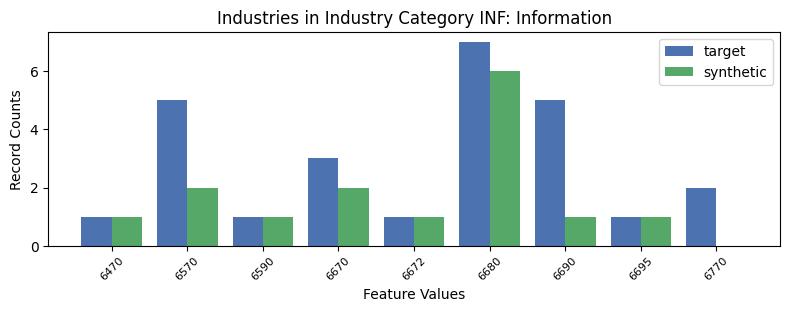 Industries in Industry Category INF: Information
target
synthetic
Record Counts
6
4
2
0
6470 6570 6590 6670 6672 6680 6690 6695 6770
Feature Values